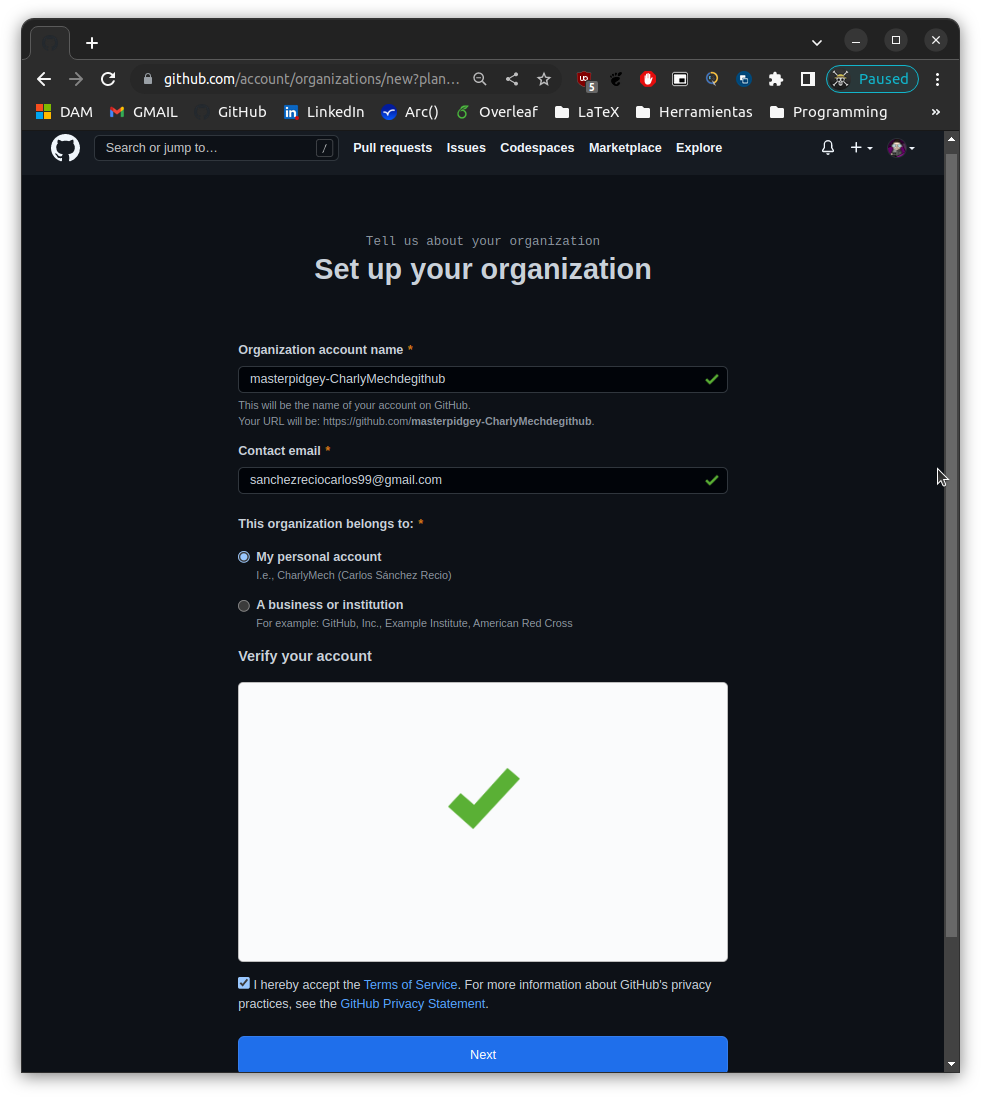 github.com/account/organizations/new?plan…
5
Paused
DAM
GMAIL
GitHub
in LinkedIn
Arc()
Overleaf
LaTeX
Herramientas
Programming
»
Search or jump to…
/
Pull requests
Issues
Codespaces
Marketplace
Explore
Tell us about your organization
Set up your organization
Organization account name *
masterpidgey-CharlyMechdegithub
This will be the name of your account on GitHub.
Your URL will be: https://github.com/masterpidgey-CharlyMechdegithub.
Contact email *
sanchezreciocarlos99@gmail.com
This organization belongs to: *
My personal account
I.e., CharlyMech (Carlos Sánchez Recio)
A business or institution
For example: GitHub, Inc., Example Institute, American Red Cross
Verify your account
I hereby accept the Terms of Service. For more information about GitHub's privacy
practices, see the GitHub Privacy Statement.
Next